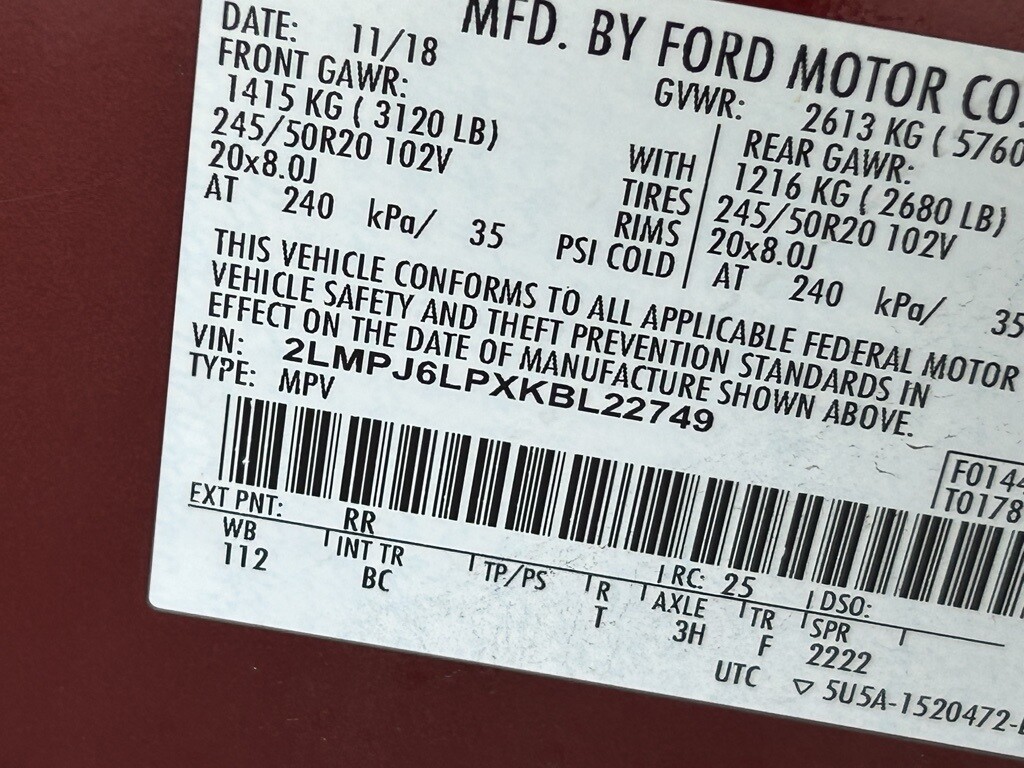 MFD. BY FORD MOTOR CO.
DATE: 11/18
GVWR: 2613 KG ( 5760
FRONT GAWR:
REAR GAWR:
1415 KG ( 3120 LB)
WITH
1216 KG ( 2680 LB)
245/50R20 102V
TIRES
245/50R20 102V
20x8.0J
RIMS
20x8.0J
AT 240 kPa/ 35 PSI COLD
AT 240 kPa/ 35
THIS VEHICLE CONFORMS TO ALL APPLICABLE FEDERAL MOTOR
VEHICLE SAFETY AND THEFT PREVENTION STANDARDS IN
EFFECT ON THE DATE OF MANUFACTURE SHOWN ABOVE.
VIN: 2LMPJ6LPXKBL22749
TYPE: MPV
F0144
T0178
EXT PNT: RR
RC: 25
DSO:
WB
INT TR
TP/PS
R
AXLE
TR
SPR
112
BC
T
3H
F
2222
UTC
▽ 5U5A-1520472-